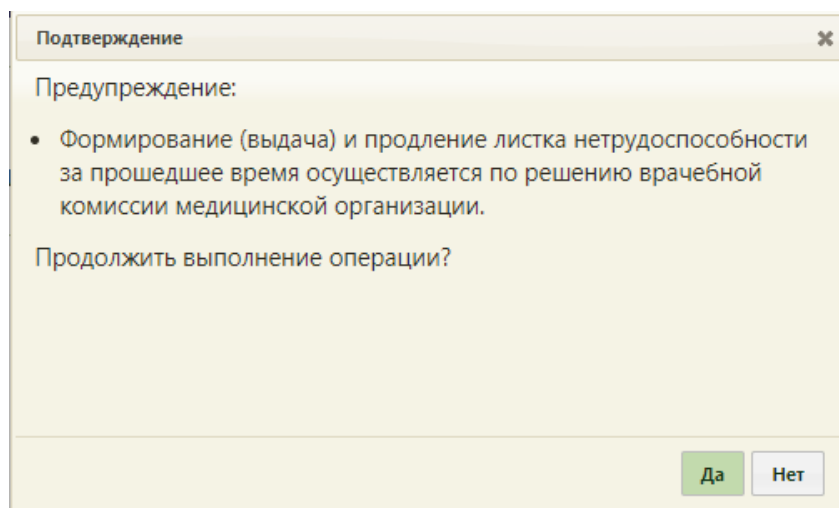 Подтверждение
Предупреждение:
• Формирование (выдача) и продление листка нетрудоспособности
за прошедшее время осуществляется по решению врачебной
комиссии медицинской организации.
Продолжить выполнение операции?
Да Нет